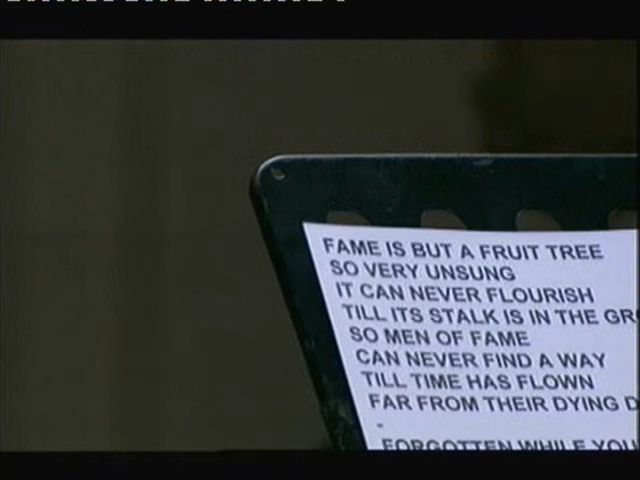 FAME IS BUT A FRUIT TREE
SO VERY UNSUNG
IT CAN NEVER FLOURISH
TILL ITS STALK IS IN THE GR
SO MEN OF FAME
CAN NEVER FIND A WAY
TILL TIME HAS FLOWN
FAR FROM THEIR DYING D
-
FORGOTTEN WHILE YOU